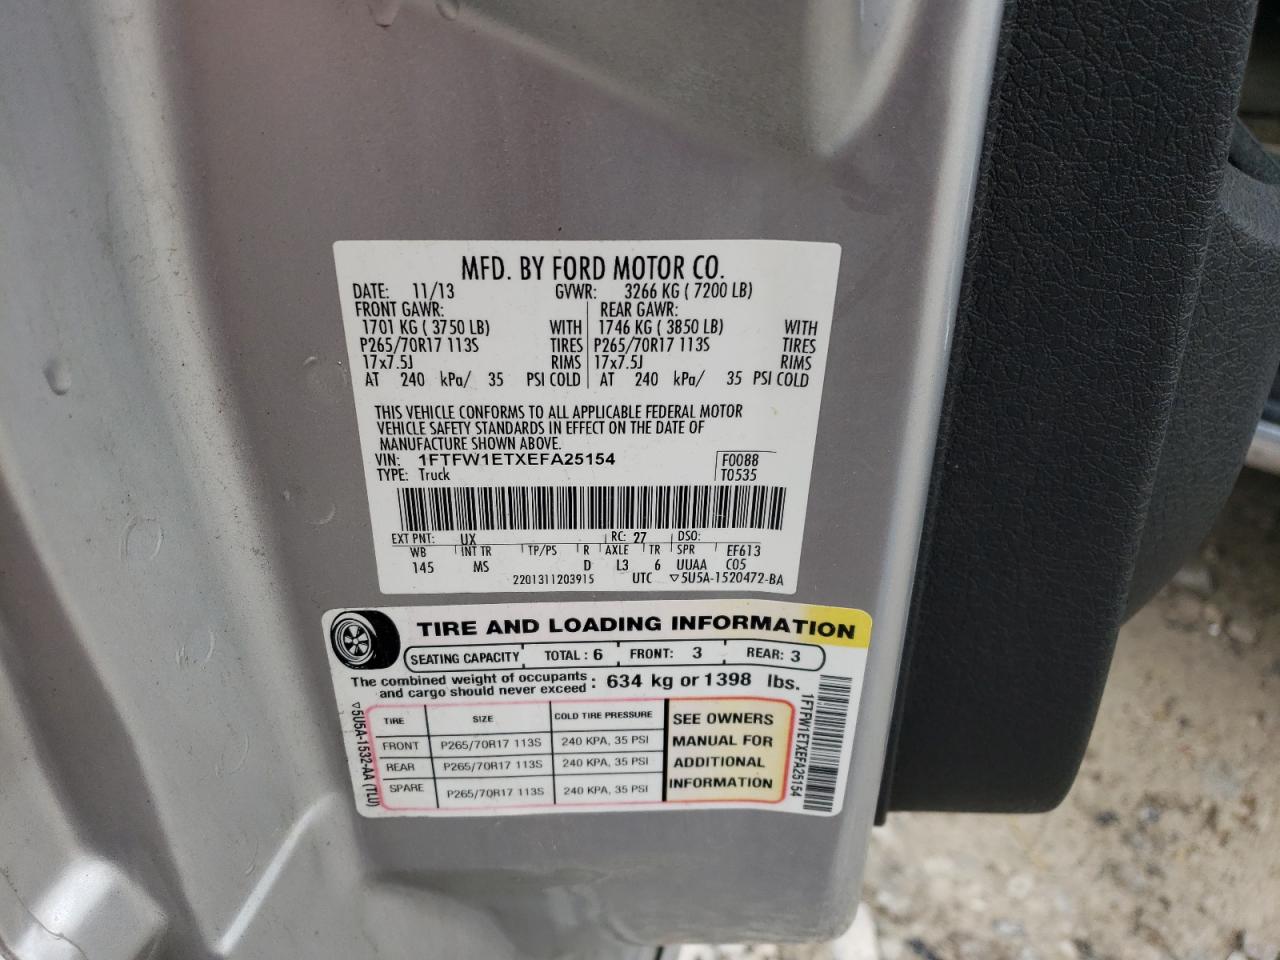 MFD. BY FORD MOTOR CO.
DATE: 11/13 GVWR: 3266 KG ( 7200 LB)
FRONT GAWR: REAR GAWR:
1701 KG ( 3750 LB) WITH 1746 KG ( 3850 LB) WITH
P265/70R17 113S TIRES P265/70R17 113S TIRES
17x7.5J RIMS 17x7.5J RIMS
AT 240 kPa/ 35 PSI COLD AT 240 kPa/ 35 PSI COLD
THIS VEHICLE CONFORMS TO ALL APPLICABLE FEDERAL MOTOR
VEHICLE SAFETY STANDARDS IN EFFECT ON THE DATE OF
MANUFACTURE SHOWN ABOVE.
VIN: 1FTFW1ETXEFA25154 F0088
TYPE: Truck T0535
EXT PNT: UX RC: 27 DSO:
WB INT TR TP/PS R AXLE TR SPR EF613
145 MS D L3 6 UUAA C05
2201311203915 UTC ▽5U5A-1520472-BA
TIRE AND LOADING INFORMATION
SEATING CAPACITY TOTAL : 6 FRONT: 3 REAR: 3
The combined weight of occupants
and cargo should never exceed : 634 kg or 1398 lbs.
TIRE SIZE COLD TIRE PRESSURE
FRONT P265/70R17 113S 240 KPA, 35 PSI
REAR P265/70R17 113S 240 KPA, 35 PSI
SPARE P265/70R17 113S 240 KPA, 35 PSI
SEE OWNERS
MANUAL FOR
ADDITIONAL
INFORMATION
▽5U5A-1532-AA (TLU)
1FTFW1ETXEFA25154